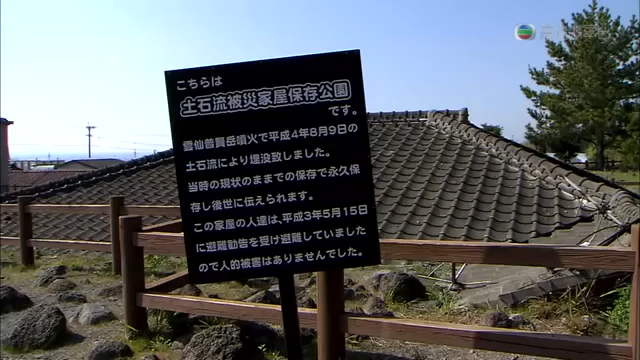 こちらは
土石流被災家屋保存公園
です。
雲仙普賢岳噴火で平成4年8月9日の
土石流により埋没致しました。
当時の現状のままでの保存で永久保
存し後世に伝えられます。
この家屋の人達は、平成3年5月15日
に避難勧告を受け避難していました
ので人的被害はありませんでした。